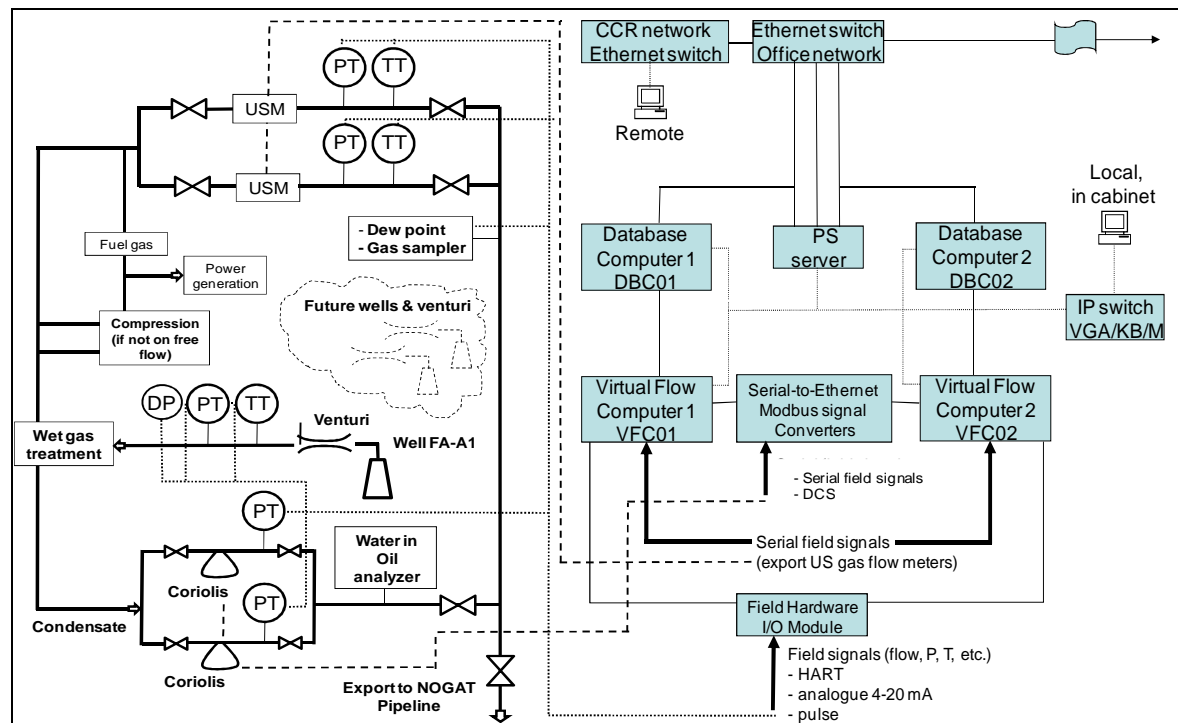 PT
TT
USM
PT
TT
USM
- Dew point
- Gas sampler
Fuel gas
Power
generation
Future wells & venturi
Compression
(if not on free
flow)
DP
PT
TT
Venturi
Well FA-A1
Wet gas
treatment
PT
Coriolis
PT
Water in
Oil
analyzer
Condensate
Coriolis
Export to NOGAT
Pipeline
CCR network
Ethernet switch
Ethernet switch
Office network
Remote
Local,
in cabinet
Database
Computer 1
DBC01
PS
server
Database
Computer 2
DBC02
IP switch
VGA/KB/M
Virtual Flow
Computer 1
VFC01
Serial-to-Ethernet
Modbus signal
Converters
Virtual Flow
Computer 2
VFC02
- Serial field signals
- DCS
Serial field signals
(export US gas flow meters)
Field Hardware
I/O Module
Field signals (flow, P, T, etc.)
- HART
- analogue 4-20 mA
- pulse